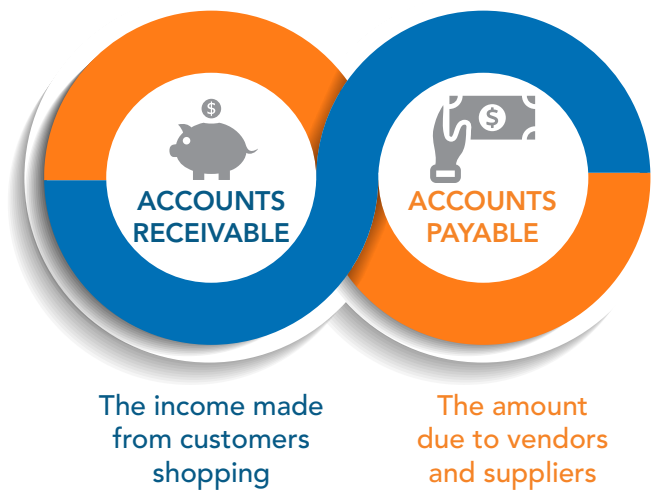 $
ACCOUNTS
RECEIVABLE
$
ACCOUNTS
PAYABLE
The income made
from customers
shopping
The amount
due to vendors
and suppliers